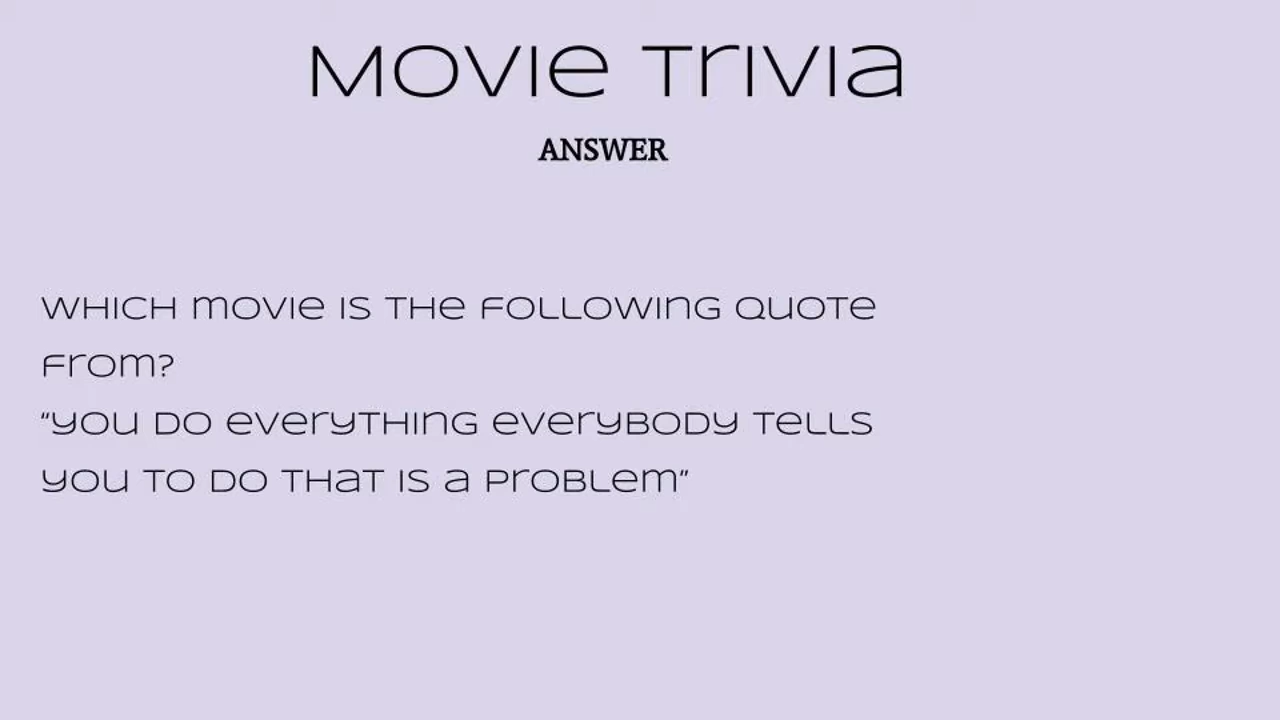 Movie Trivia
ANSWER
WHICH movie is the following quote
from?
“you do everything everybody tells
you to do that is a problem”